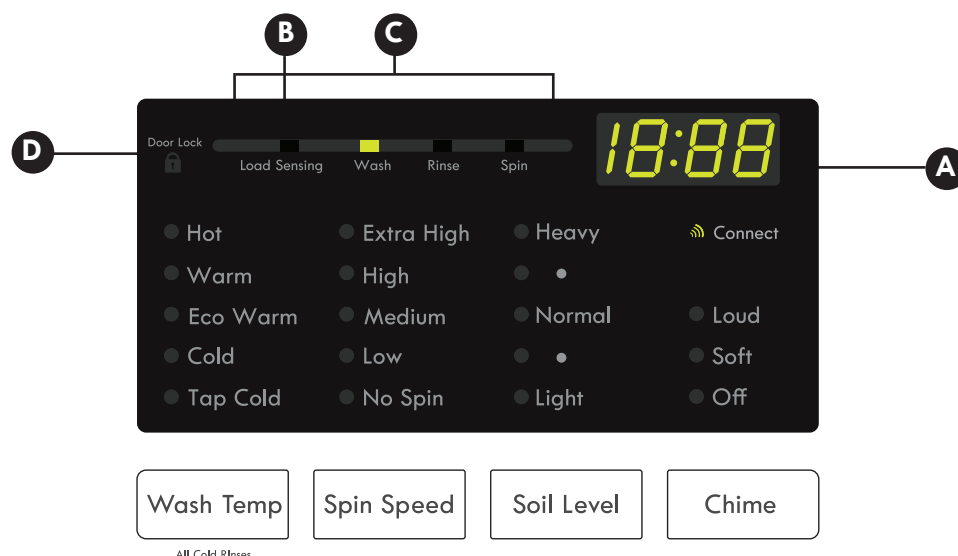 B C
D A
Door Lock
Load Sensing Wash Rinse Spin
18:88
Hot Extra High Heavy Connect
Warm High
Eco Warm Medium Normal Loud
Cold Low Soft
Tap Cold No Spin Light Off
Wash Temp Spin Speed Soil Level Chime
All Cold RInses